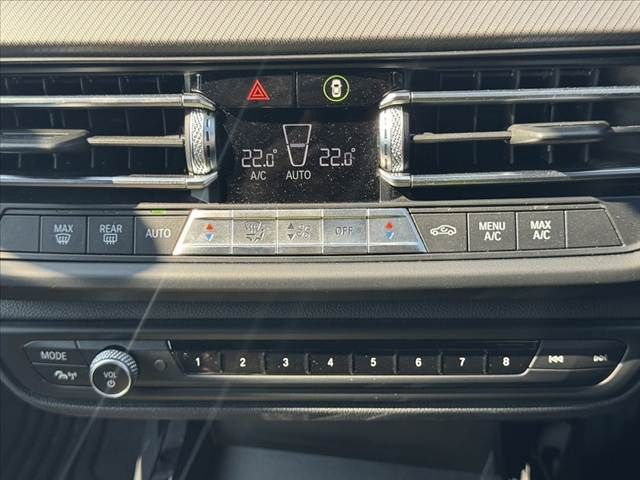 22.0° 22.0°
A/C AUTO
MAX REAR AUTO OFF MENU A/C MAX A/C
MODE
VOL
1 2 3 4 5 6 7 8